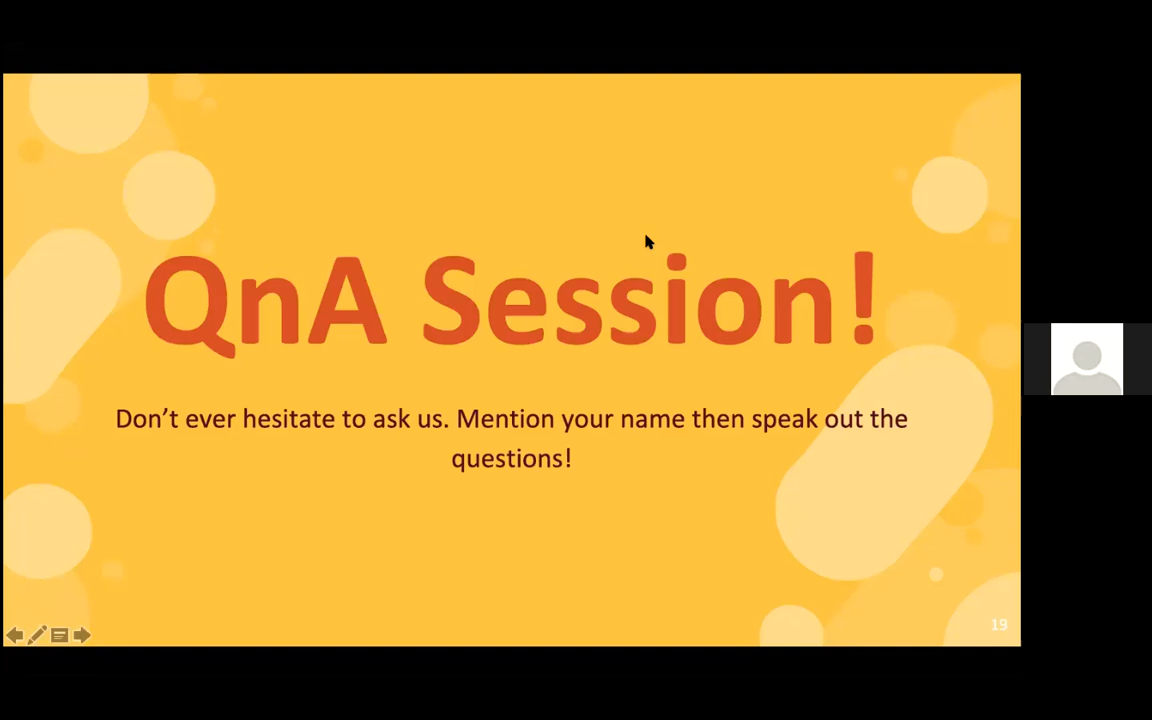 QnA Session!
Don’t ever hesitate to ask us. Mention your name then speak out the
questions!
19